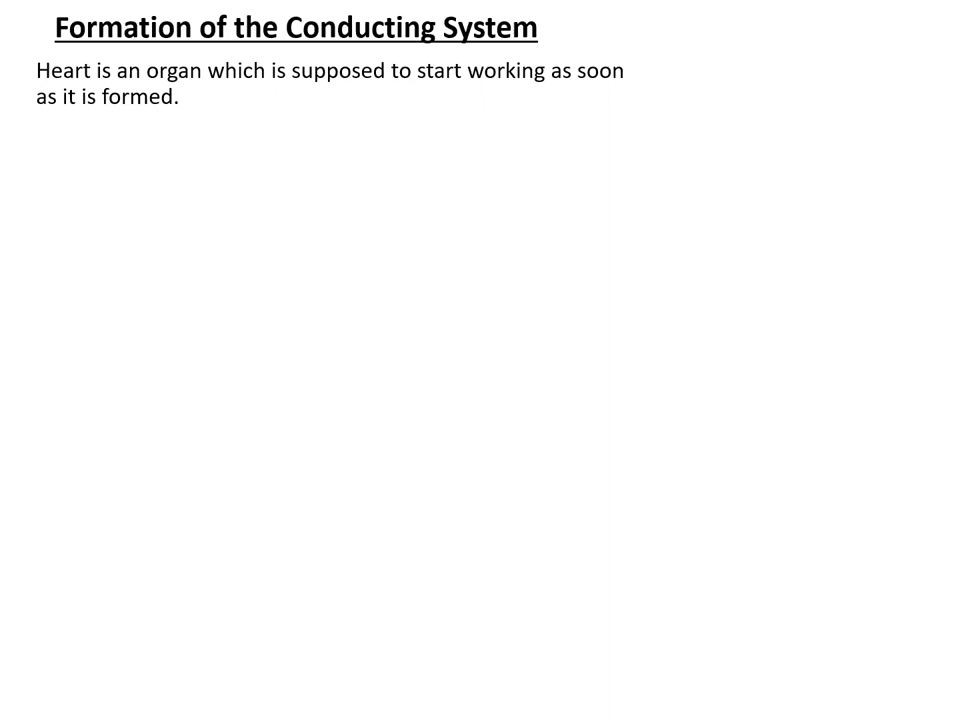 Formation of the Conducting System
Heart is an organ which is supposed to start working as soon
as it is formed.